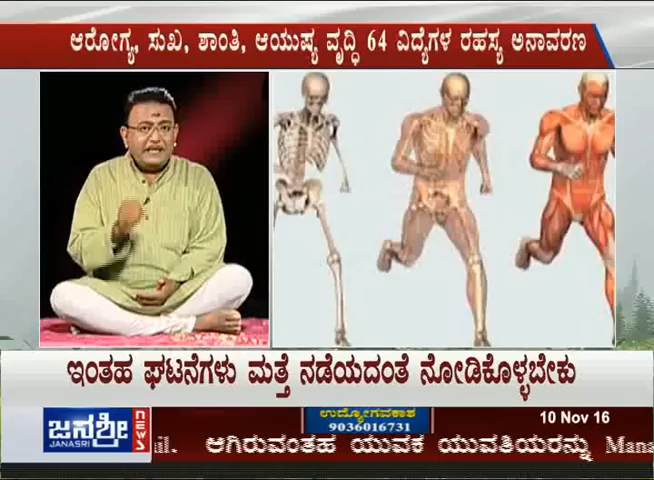 ಆರೋಗ್ಯ, ಸುಖ, ಶಾಂತಿ, ಆಯುಷ್ಯ ವೃದ್ಧಿ 64 ವಿದ್ಯೆಗಳ ರಹಸ್ಯ ಅನಾವರಣ
ಇಂತಹ ಘಟನೆಗಳು ಮತ್ತೆ ನಡೆಯದಂತೆ ನೋಡಿಕೊಳ್ಳಬೇಕು
ಜನಶ್ರೀ
JANASRI
NEWS
ಉದ್ಯೋಗವಕಾಶ
9036016731
10 Nov 16
ail. ಆಗಿರುವಂತಹ ಯುವಕ ಯುವತಿಯರನ್ನು Mana